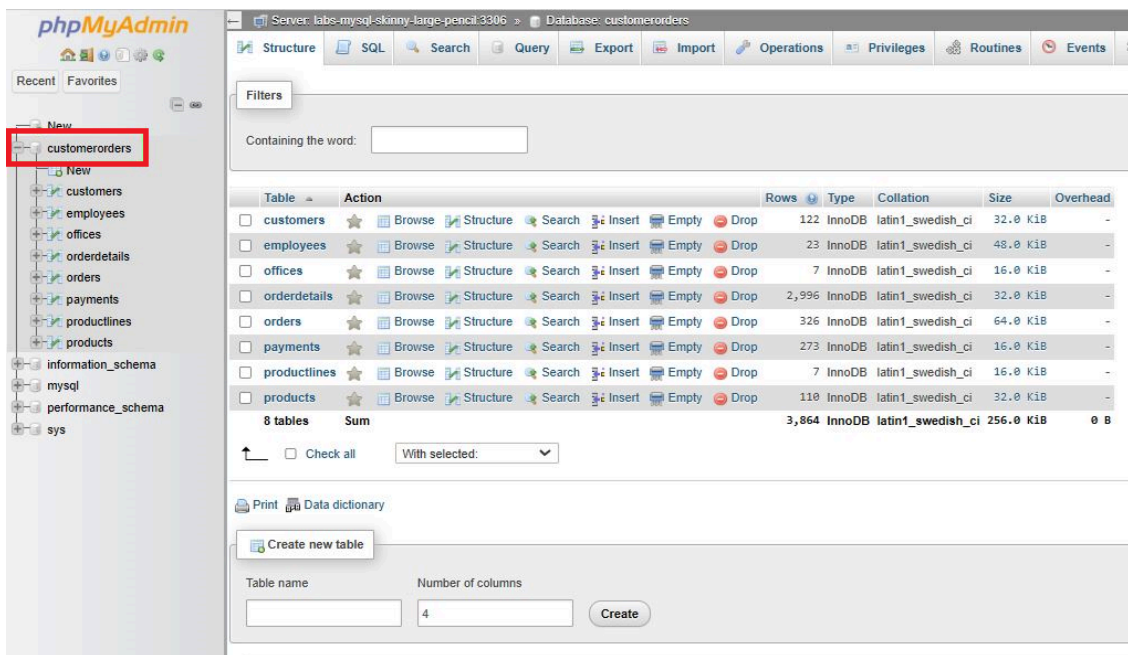 phpMyAdmin
Recent Favorites
New
customerorders
New
customers
employees
offices
orderdetails
orders
payments
productlines
products
information_schema
mysql
performance_schema
sys
Server: labs-mysql-skinny-large-pencil:3306 » Database: customerorders
Structure SQL Search Query Export Import Operations Privileges Routines Events
Filters
Containing the word:
Table Action Rows Type Collation Size Overhead
customers Browse Structure Search Insert Empty Drop 122 InnoDB latin1_swedish_ci 32.0 KiB -
employees Browse Structure Search Insert Empty Drop 23 InnoDB latin1_swedish_ci 48.0 KiB -
offices Browse Structure Search Insert Empty Drop 7 InnoDB latin1_swedish_ci 16.0 KiB -
orderdetails Browse Structure Search Insert Empty Drop 2,996 InnoDB latin1_swedish_ci 32.0 KiB -
orders Browse Structure Search Insert Empty Drop 326 InnoDB latin1_swedish_ci 64.0 KiB -
payments Browse Structure Search Insert Empty Drop 273 InnoDB latin1_swedish_ci 16.0 KiB -
productlines Browse Structure Search Insert Empty Drop 7 InnoDB latin1_swedish_ci 16.0 KiB -
products Browse Structure Search Insert Empty Drop 110 InnoDB latin1_swedish_ci 32.0 KiB -
8 tables Sum 3,864 InnoDB latin1_swedish_ci 256.0 KiB 0 B
Check all With selected:
Print Data dictionary
Create new table
Table name Number of columns
4 Create